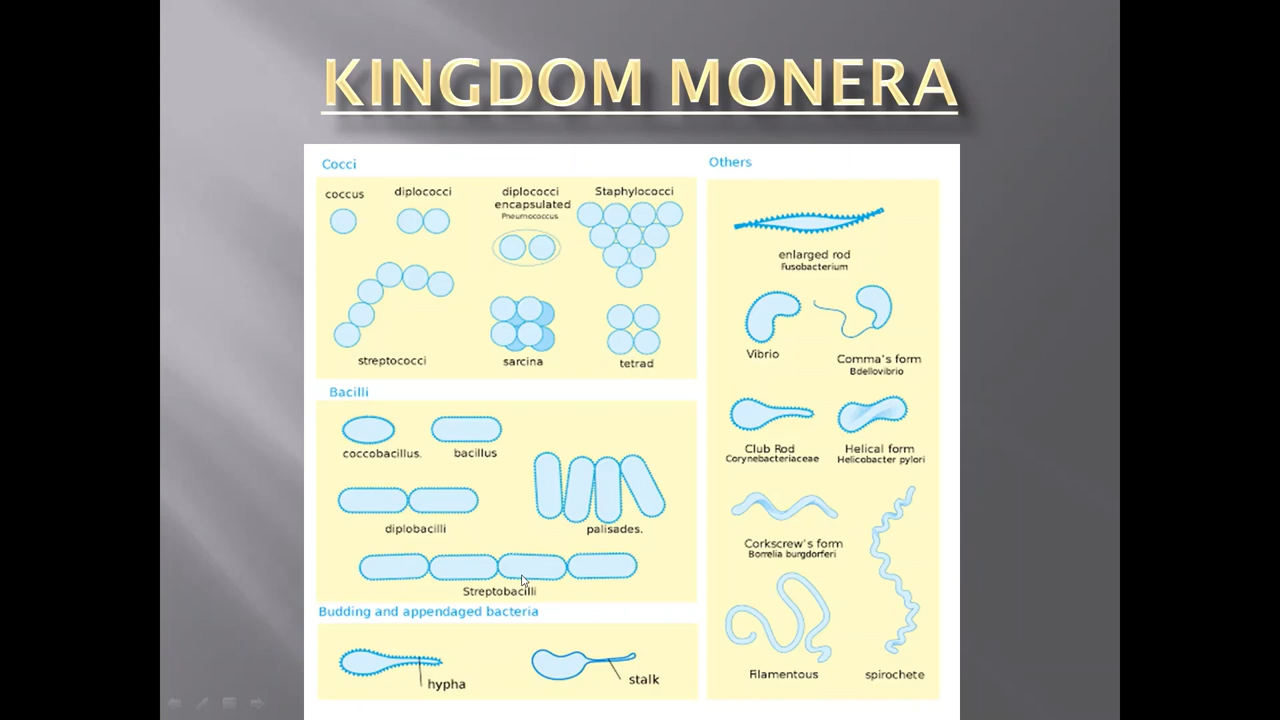 KINGDOM MONERA
Cocci
coccus
diplococci
diplococci
encapsulated
Pneumococcus
Staphylococci
streptococci
sarcina
tetrad
Bacilli
coccobacillus.
bacillus
diplobacilli
palisades.
Streptobacilli
Budding and appendaged bacteria
hypha
stalk
Others
enlarged rod
Fusobacterium
Vibrio
Comma's form
Bdellovibrio
Club Rod
Corynebacteriaceae
Helical form
Helicobacter pylori
Corkscrew's form
Borrelia burgdorferi
Filamentous
spirochete